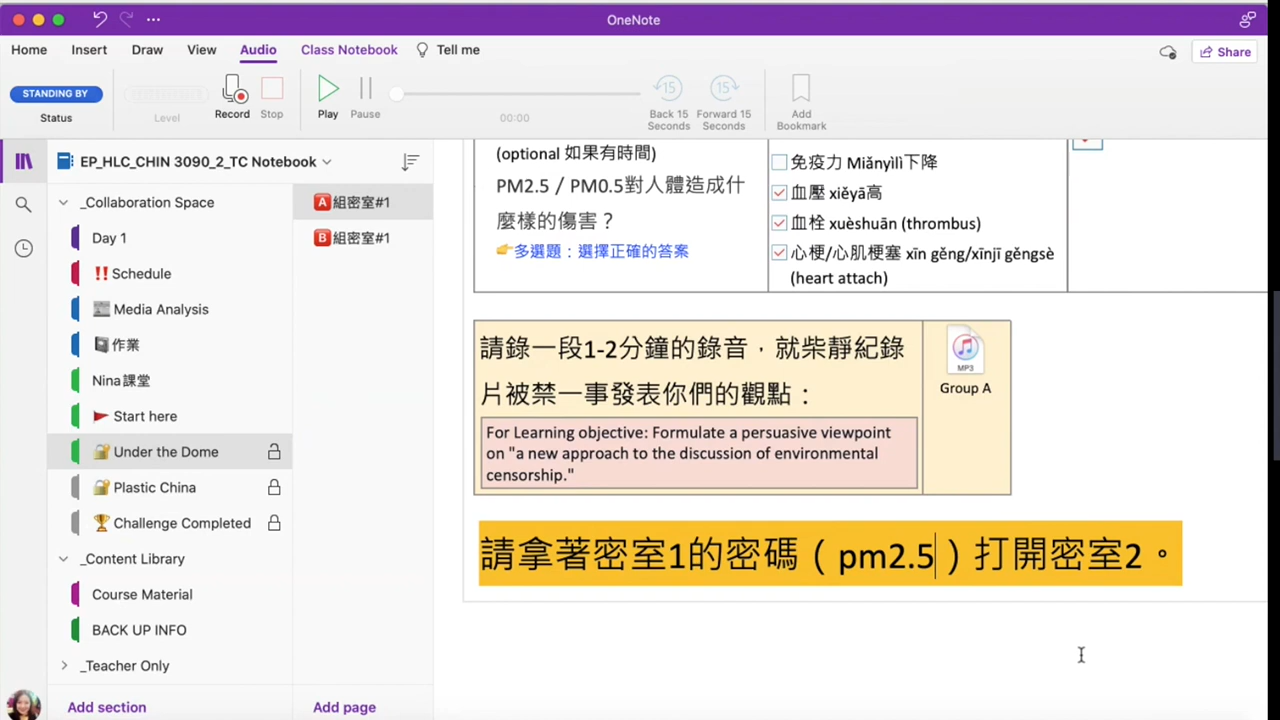 OneNote
Home Insert Draw View Audio Class Notebook Tell me Share
STANDING BY
Status Level Record Stop Play Pause 00:00 15 Back 15 Seconds 15 Forward 15 Seconds Add Bookmark
EP_HLC_CHIN 3090_2_TC Notebook
_Collaboration Space
Day 1
‼️Schedule
Media Analysis
作業
Nina課堂
Start here
Under the Dome
Plastic China
Challenge Completed
_Content Library
Course Material
BACK UP INFO
_Teacher Only
Add section
A 組密室#1
B 組密室#1
Add page
(optional 如果有時間)
PM2.5 / PM0.5對人體造成什
麼樣的傷害？
多選題：選擇正確的答案
免疫力 Miǎnyìlì下降
血壓 xiěyā高
血栓 xuèshuān (thrombus)
心梗/心肌梗塞 xīn gěng/xīnjī gěngsè
(heart attach)
請錄一段1-2分鐘的錄音，就柴靜紀錄
片被禁一事發表你們的觀點：
For Learning objective: Formulate a persuasive viewpoint
on "a new approach to the discussion of environmental
censorship."
MP3
Group A
請拿著密室1的密碼（pm2.5）打開密室2。